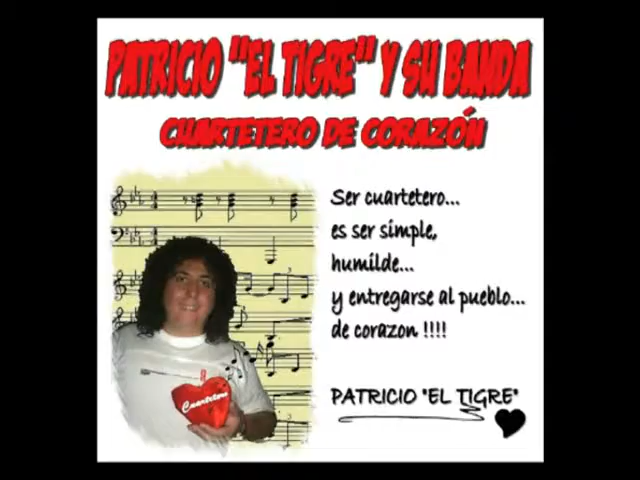 PATRICIO "EL TIGRE" Y SU BANDA
CUARTETERO DE CORAZÓN
Ser cuartetero...
es ser simple,
humilde...
y entregarse al pueblo...
de corazon !!!!
Cuartetero
PATRICIO "EL TIGRE"